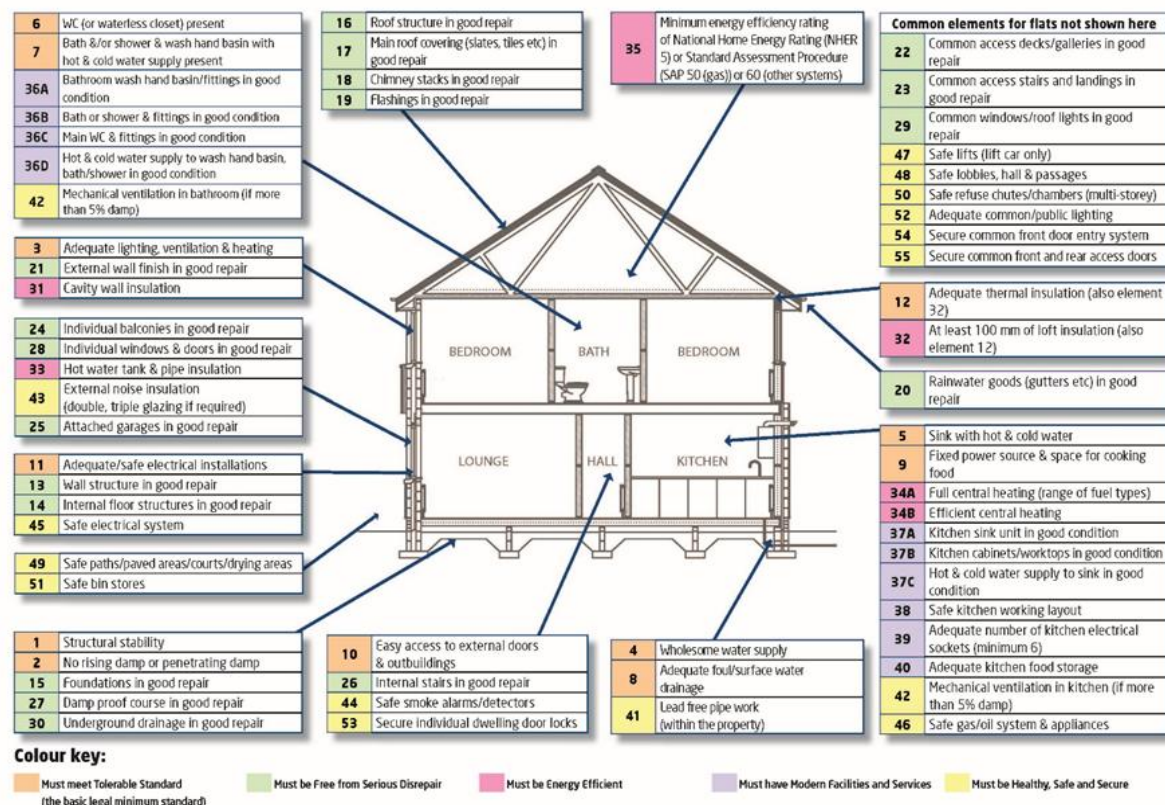 6 WC (or waterless closet) present
7 Bath &/or shower & wash hand basin with
hot & cold water supply present
36A Bathroom wash hand basin/fittings in good
condition
36B Bath or shower & fittings in good condition
36C Main WC & fittings in good condition
36D Hot & cold water supply to wash hand basin,
bath/shower in good condition
42 Mechanical ventilation in bathroom (if more
than 5% damp)
16 Roof structure in good repair
17 Main roof covering (slates, tiles etc) in
good repair
18 Chimney stacks in good repair
19 Flashings in good repair
35 Minimum energy efficiency rating
of National Home Energy Rating (NHER
5) or Standard Assessment Procedure
(SAP 50 (gas)) or 60 (other systems)
Common elements for flats not shown here
22 Common access decks/galleries in good
repair
23 Common access stairs and landings in
good repair
29 Common windows/roof lights in good
repair
47 Safe lifts (lift car only)
48 Safe lobbies, hall & passages
50 Safe refuse chutes/chambers (multi-storey)
52 Adequate common/public lighting
54 Secure common front door entry system
55 Secure common front and rear access doors
3 Adequate lighting, ventilation & heating
21 External wall finish in good repair
31 Cavity wall insulation
24 Individual balconies in good repair
28 Individual windows & doors in good repair
33 Hot water tank & pipe insulation
43 External noise insulation
(double, triple glazing if required)
25 Attached garages in good repair
11 Adequate/safe electrical installations
13 Wall structure in good repair
14 Internal floor structures in good repair
45 Safe electrical system
49 Safe paths/paved areas/courts/drying areas
51 Safe bin stores
BEDROOM BATH BEDROOM
LOUNGE HALL KITCHEN
12 Adequate thermal insulation (also element
32)
32 At least 100 mm of loft insulation (also
element 12)
20 Rainwater goods (gutters etc) in good
repair
5 Sink with hot & cold water
9 Fixed power source & space for cooking
food
34A Full central heating (range of fuel types)
34B Efficient central heating
37A Kitchen sink unit in good condition
37B Kitchen cabinets/worktops in good condition
37C Hot & cold water supply to sink in good
condition
38 Safe kitchen working layout
39 Adequate number of kitchen electrical
sockets (minimum 6)
40 Adequate kitchen food storage
42 Mechanical ventilation in kitchen (if more
than 5% damp)
46 Safe gas/oil system & appliances
1 Structural stability
2 No rising damp or penetrating damp
15 Foundations in good repair
27 Damp proof course in good repair
30 Underground drainage in good repair
10 Easy access to external doors
& outbuildings
26 Internal stairs in good repair
44 Safe smoke alarms/detectors
53 Secure individual dwelling door locks
4 Wholesome water supply
8 Adequate foul/surface water
drainage
41 Lead free pipe work
(within the property)
Colour key:
Must meet Tolerable Standard
(the basic legal minimum standard)
Must be Free from Serious Disrepair
Must be Energy Efficient
Must have Modern Facilities and Services
Must be Healthy, Safe and Secure